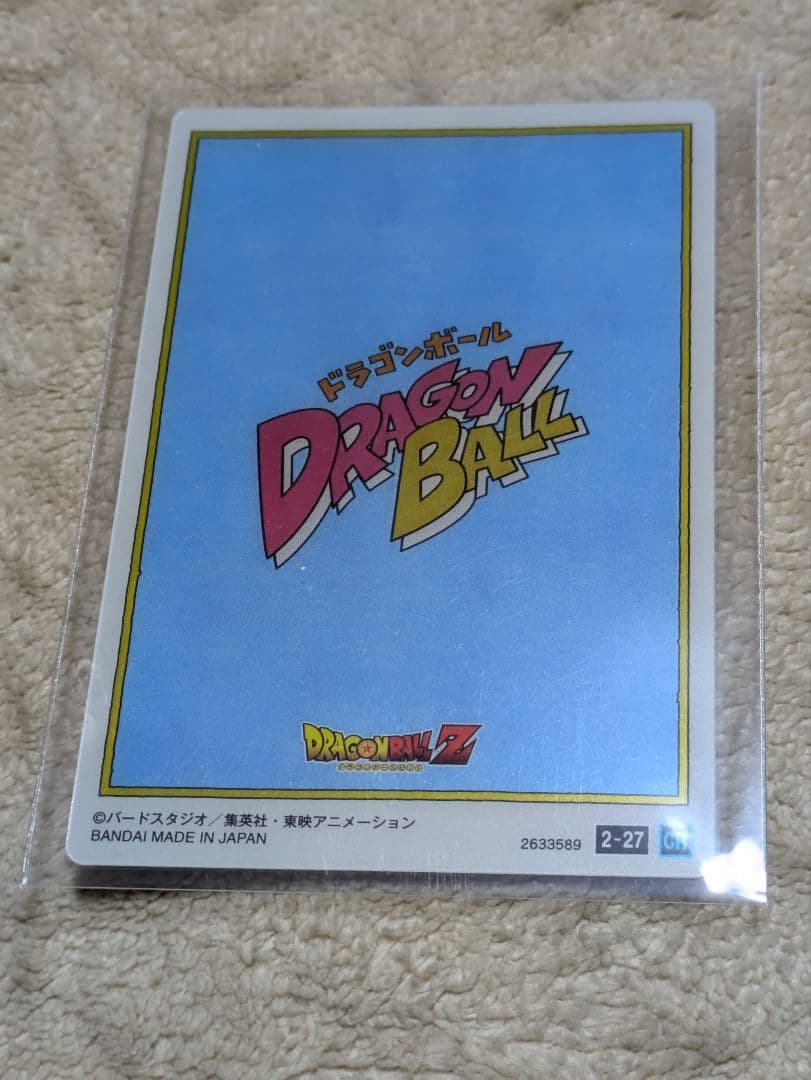 ドラゴンボール
DRAGON
BALL
DRAGON BALL Z
©バードスタジオ／集英社・東映アニメーション
BANDAI MADE IN JAPAN
2633589 2-27